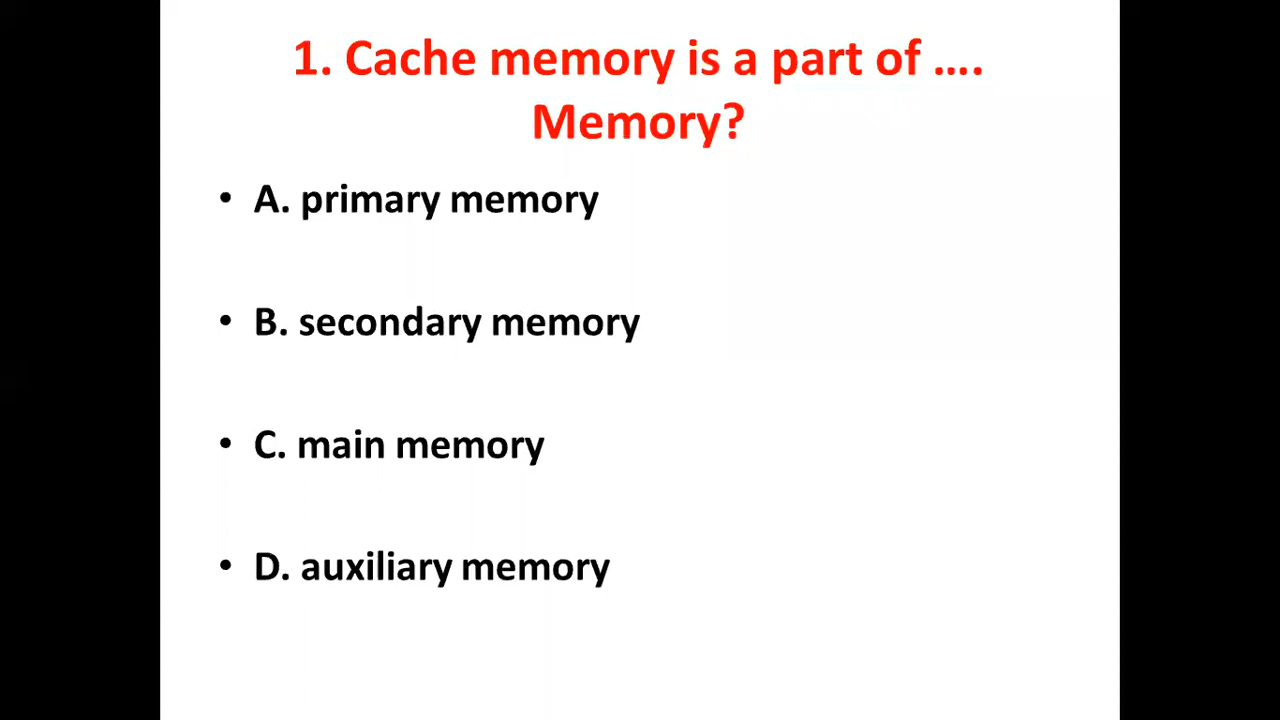 1. Cache memory is a part of ....
Memory?
• A. primary memory
• B. secondary memory
• C. main memory
• D. auxiliary memory